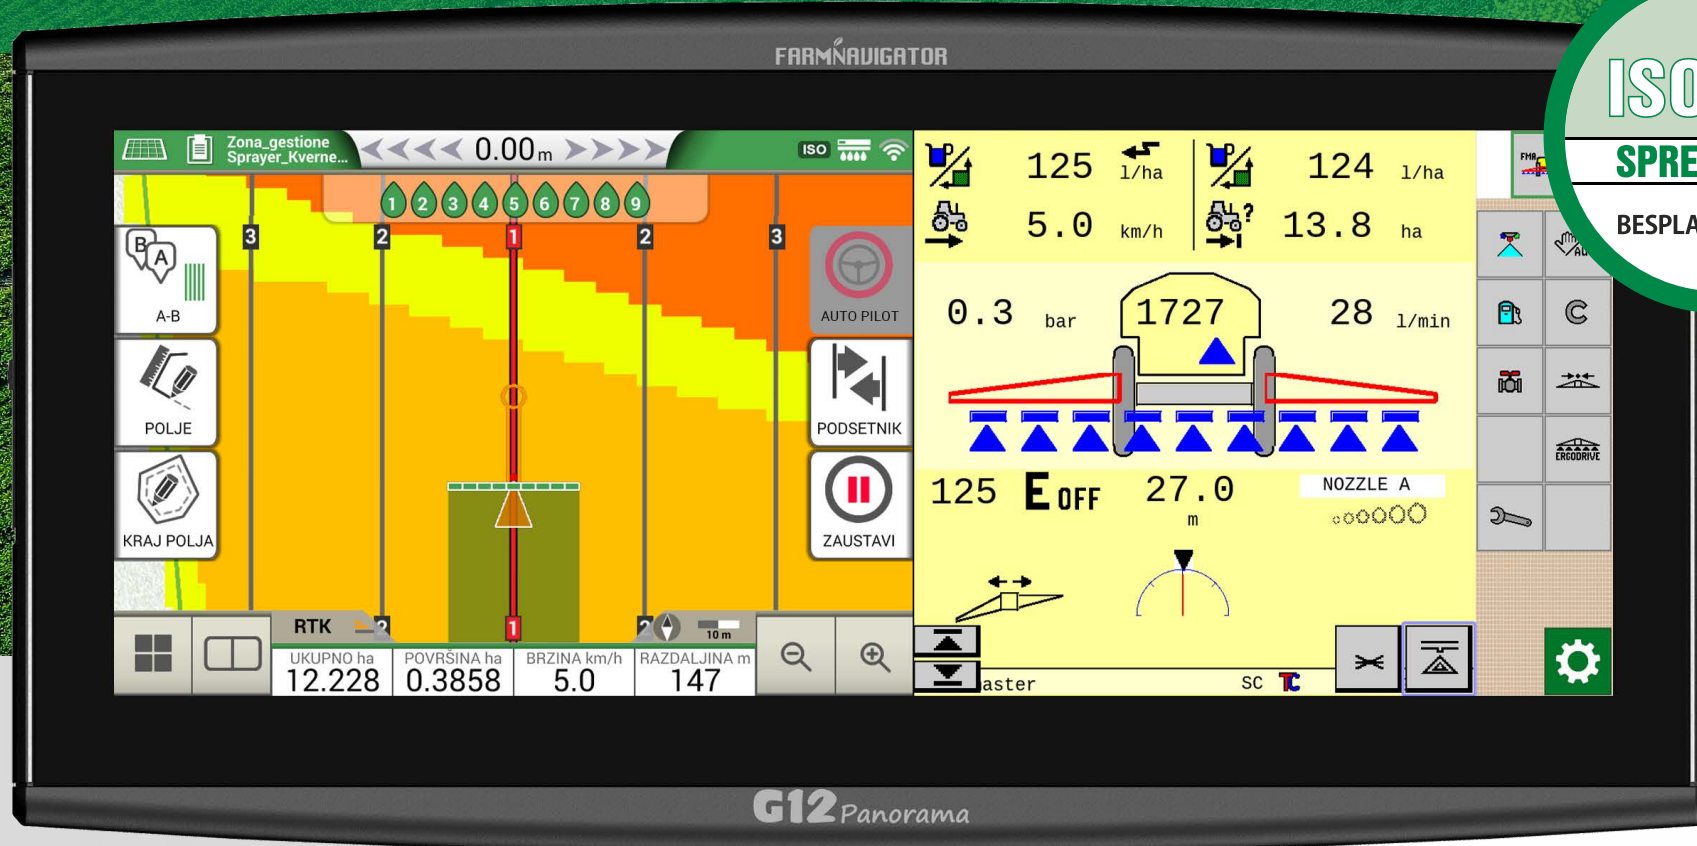 FARMNAVIGATOR
ISO
SPRE
BESPLA
Zona_gestione
Sprayer_Kverne...
0.00 m
ISO
1 2 3 4 5 6 7 8 9
3 2 1 2 3
A-B
POLJE
KRAJ POLJA
AUTO PILOT
PODSETNIK
ZAUSTAVI
RTK
2 1 2
10 m
UKUPNO ha
12.228
POVRŠINA ha
0.3858
BRZINA km/h
5.0
RAZDALJINA m
147
125 l/ha
124 l/ha
5.0 km/h
13.8 ha
0.3 bar
1727
28 l/min
125 E OFF
27.0 m
NOZZLE A
aster
SC TC
FMA
C
ERGODRIVE
G12 Panorama